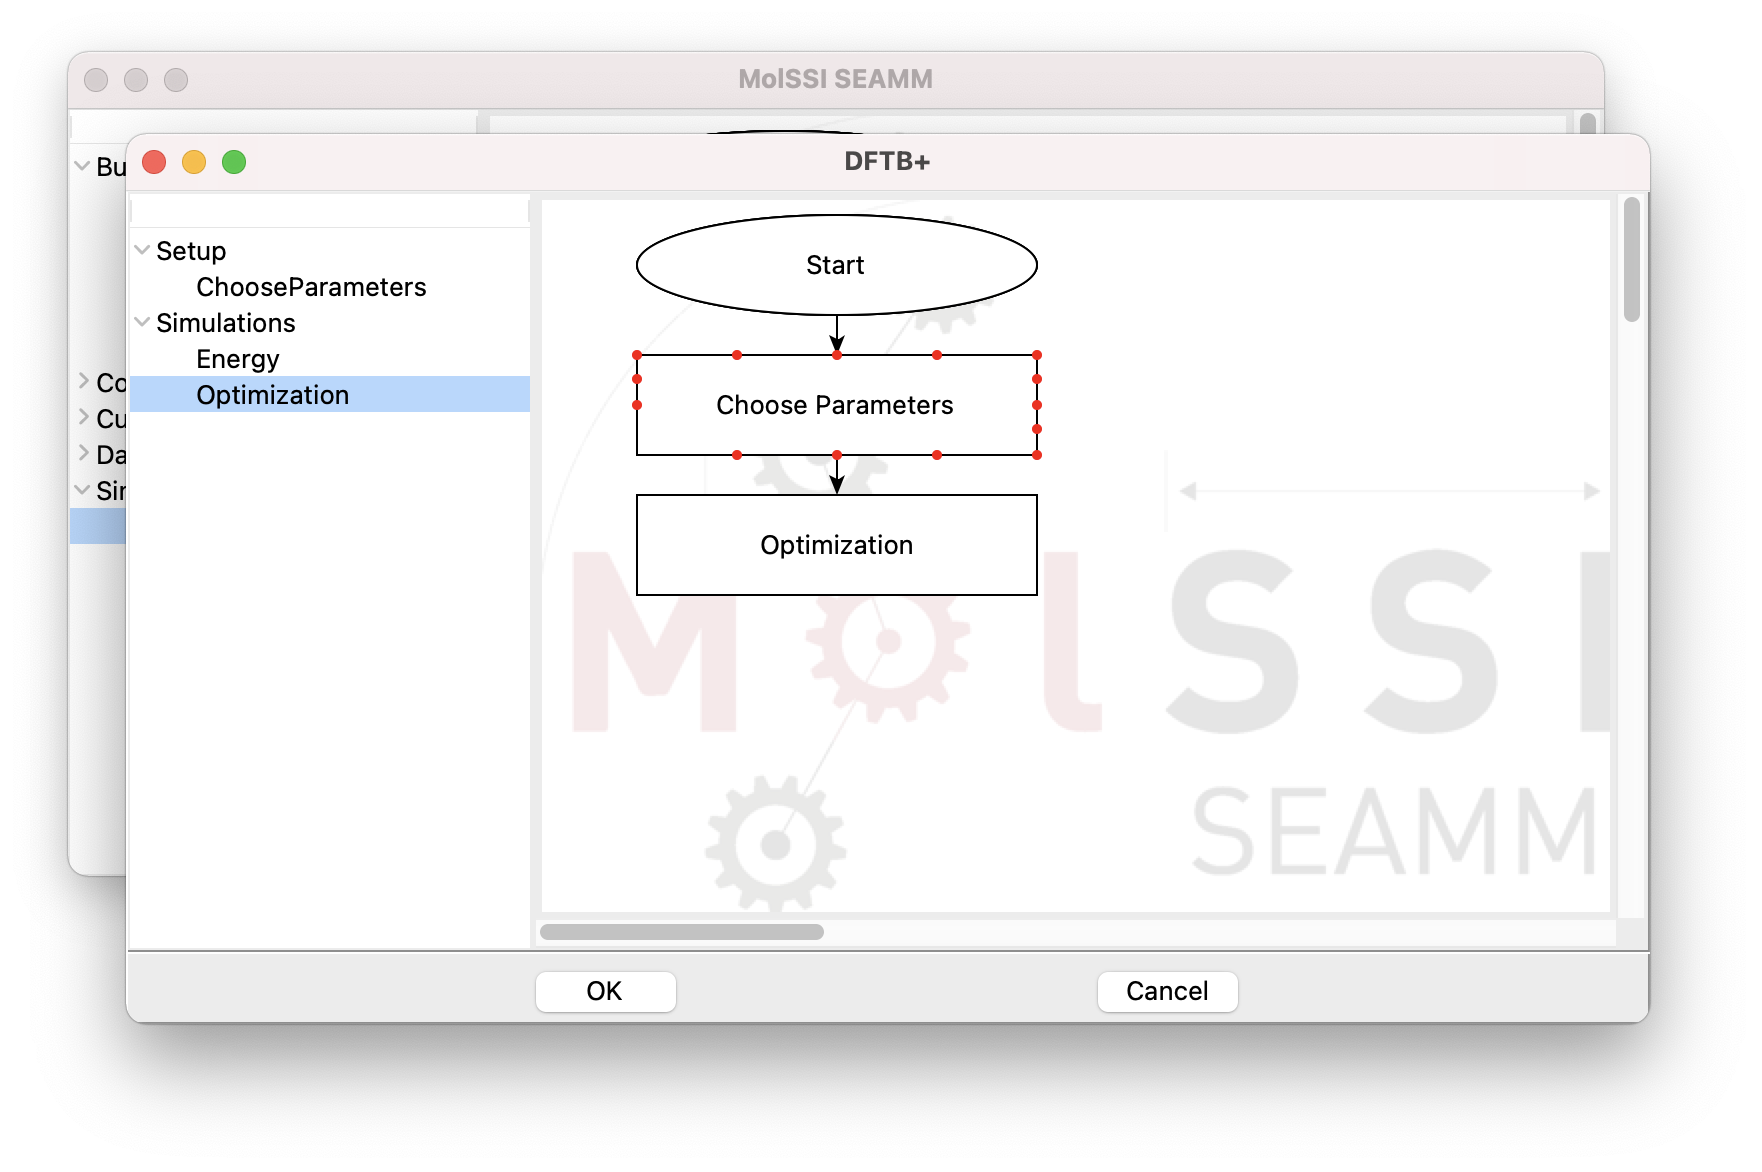 MolSSI SEAMM
DFTB+
Bu
Co
Cu
Da
Sir
Setup
ChooseParameters
Simulations
Energy
Optimization
Start
Choose Parameters
Optimization
MolSSI
SEAMM
OK
Cancel